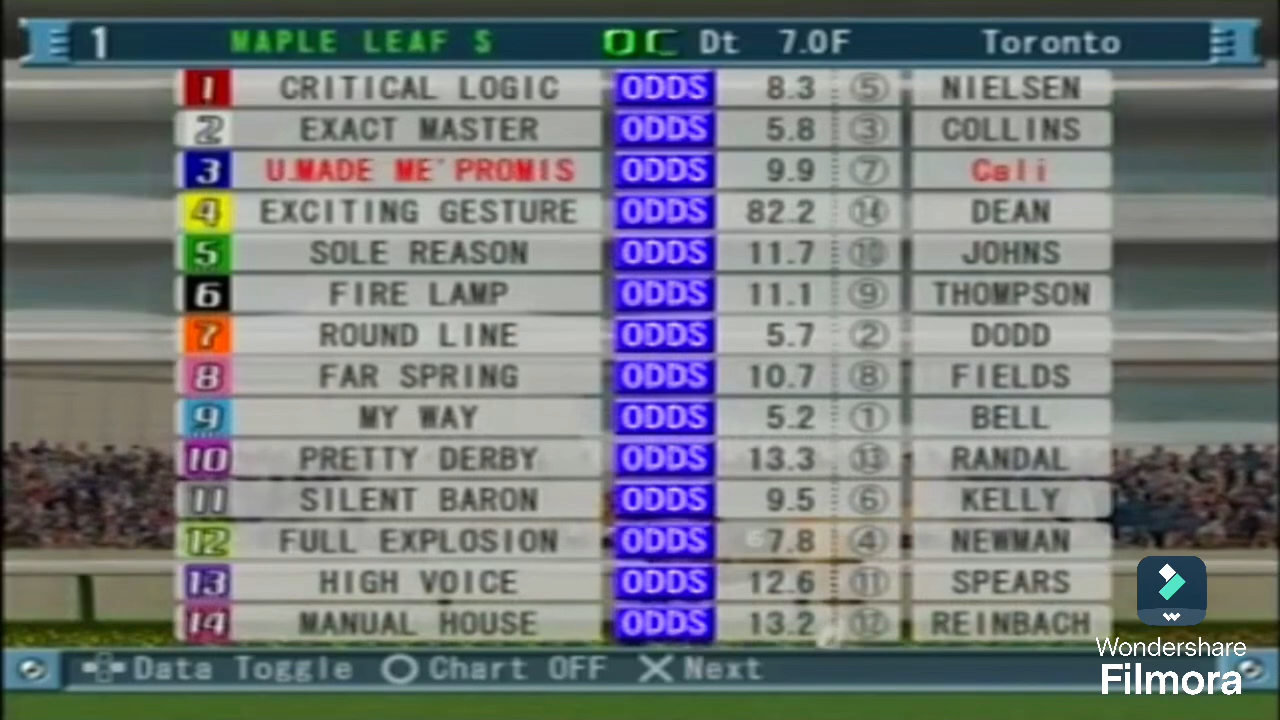 1 MAPLE LEAF S OC Dt 7.0F Toronto
1 CRITICAL LOGIC ODDS 8.3 ⑤ NIELSEN
2 EXACT MASTER ODDS 5.8 ③ COLLINS
3 U.MADE ME'PROMIS ODDS 9.9 ⑦ Cali
4 EXCITING GESTURE ODDS 82.2 ⑭ DEAN
5 SOLE REASON ODDS 11.7 ⑩ JOHNS
6 FIRE LAMP ODDS 11.1 ⑨ THOMPSON
7 ROUND LINE ODDS 5.7 ② DODD
8 FAR SPRING ODDS 10.7 ⑧ FIELDS
9 MY WAY ODDS 5.2 ① BELL
10 PRETTY DERBY ODDS 13.3 ⑬ RANDAL
11 SILENT BARON ODDS 9.5 ⑥ KELLY
12 FULL EXPLOSION ODDS 7.8 ④ NEWMAN
13 HIGH VOICE ODDS 12.6 ⑪ SPEARS
14 MANUAL HOUSE ODDS 13.2 ⑫ REINBACH
Data Toggle Chart OFF Next
Wondershare
Filmora